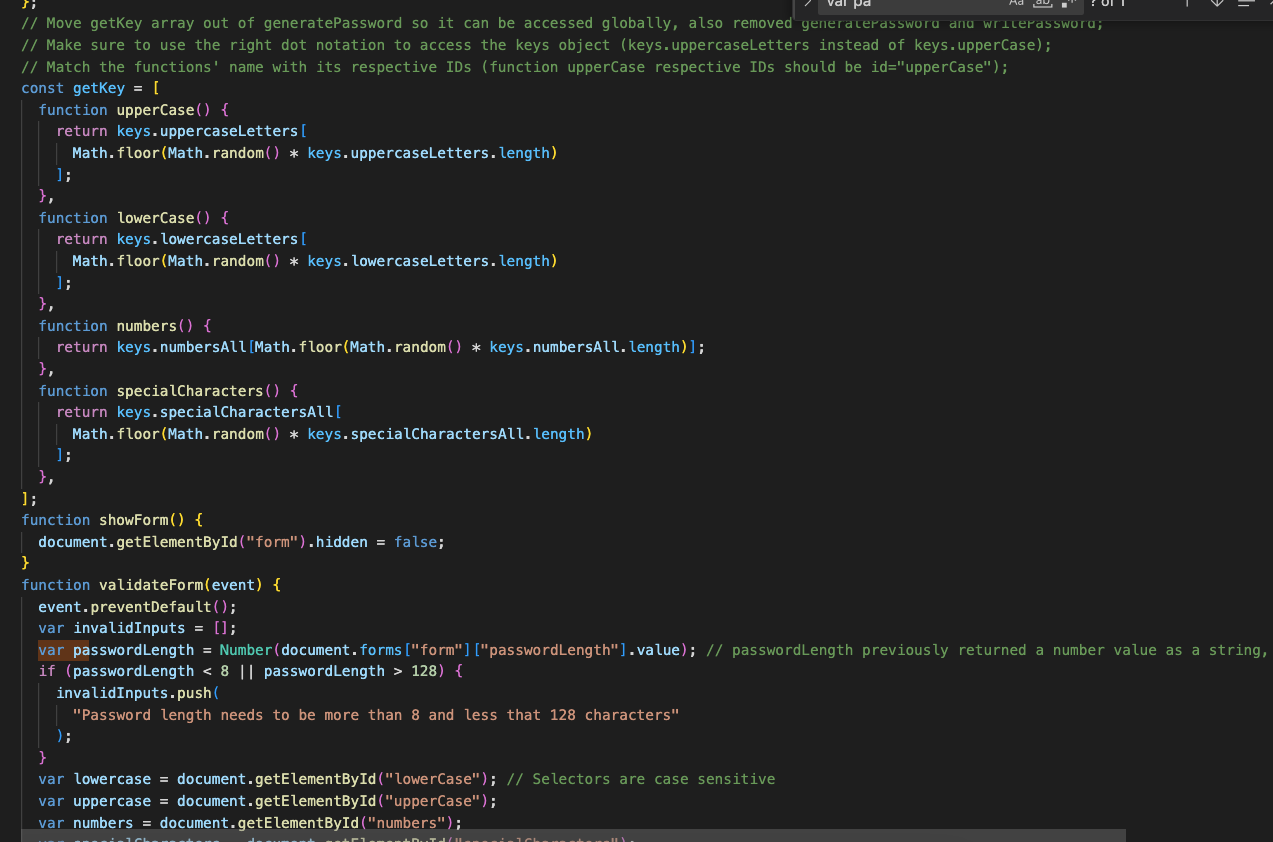 };
var pa
Aa
ab
? of 1
// Move getKey array out of generatePassword so it can be accessed globally, also removed generatePassword and writePassword;
// Make sure to use the right dot notation to access the keys object (keys.uppercaseLetters instead of keys.upperCase);
// Match the functions' name with its respective IDs (function upperCase respective IDs should be id="upperCase");
const getKey = [
function upperCase() {
return keys.uppercaseLetters[
Math.floor(Math.random() * keys.uppercaseLetters.length)
];
},
function lowerCase() {
return keys.lowercaseLetters[
Math.floor(Math.random() * keys.lowercaseLetters.length)
];
},
function numbers() {
return keys.numbersAll[Math.floor(Math.random() * keys.numbersAll.length)];
},
function specialCharacters() {
return keys.specialCharactersAll[
Math.floor(Math.random() * keys.specialCharactersAll.length)
];
},
];
function showForm() {
document.getElementById("form").hidden = false;
}
function validateForm(event) {
event.preventDefault();
var invalidInputs = [];
var passwordLength = Number(document.forms["form"]["passwordLength"].value); // passwordLength previously returned a number value as a string,
if (passwordLength < 8 || passwordLength > 128) {
invalidInputs.push(
"Password length needs to be more than 8 and less that 128 characters"
);
}
var lowercase = document.getElementById("lowerCase"); // Selectors are case sensitive
var uppercase = document.getElementById("upperCase");
var numbers = document.getElementById("numbers");
var specialCharacters = document.getElementById("specialCharacters");